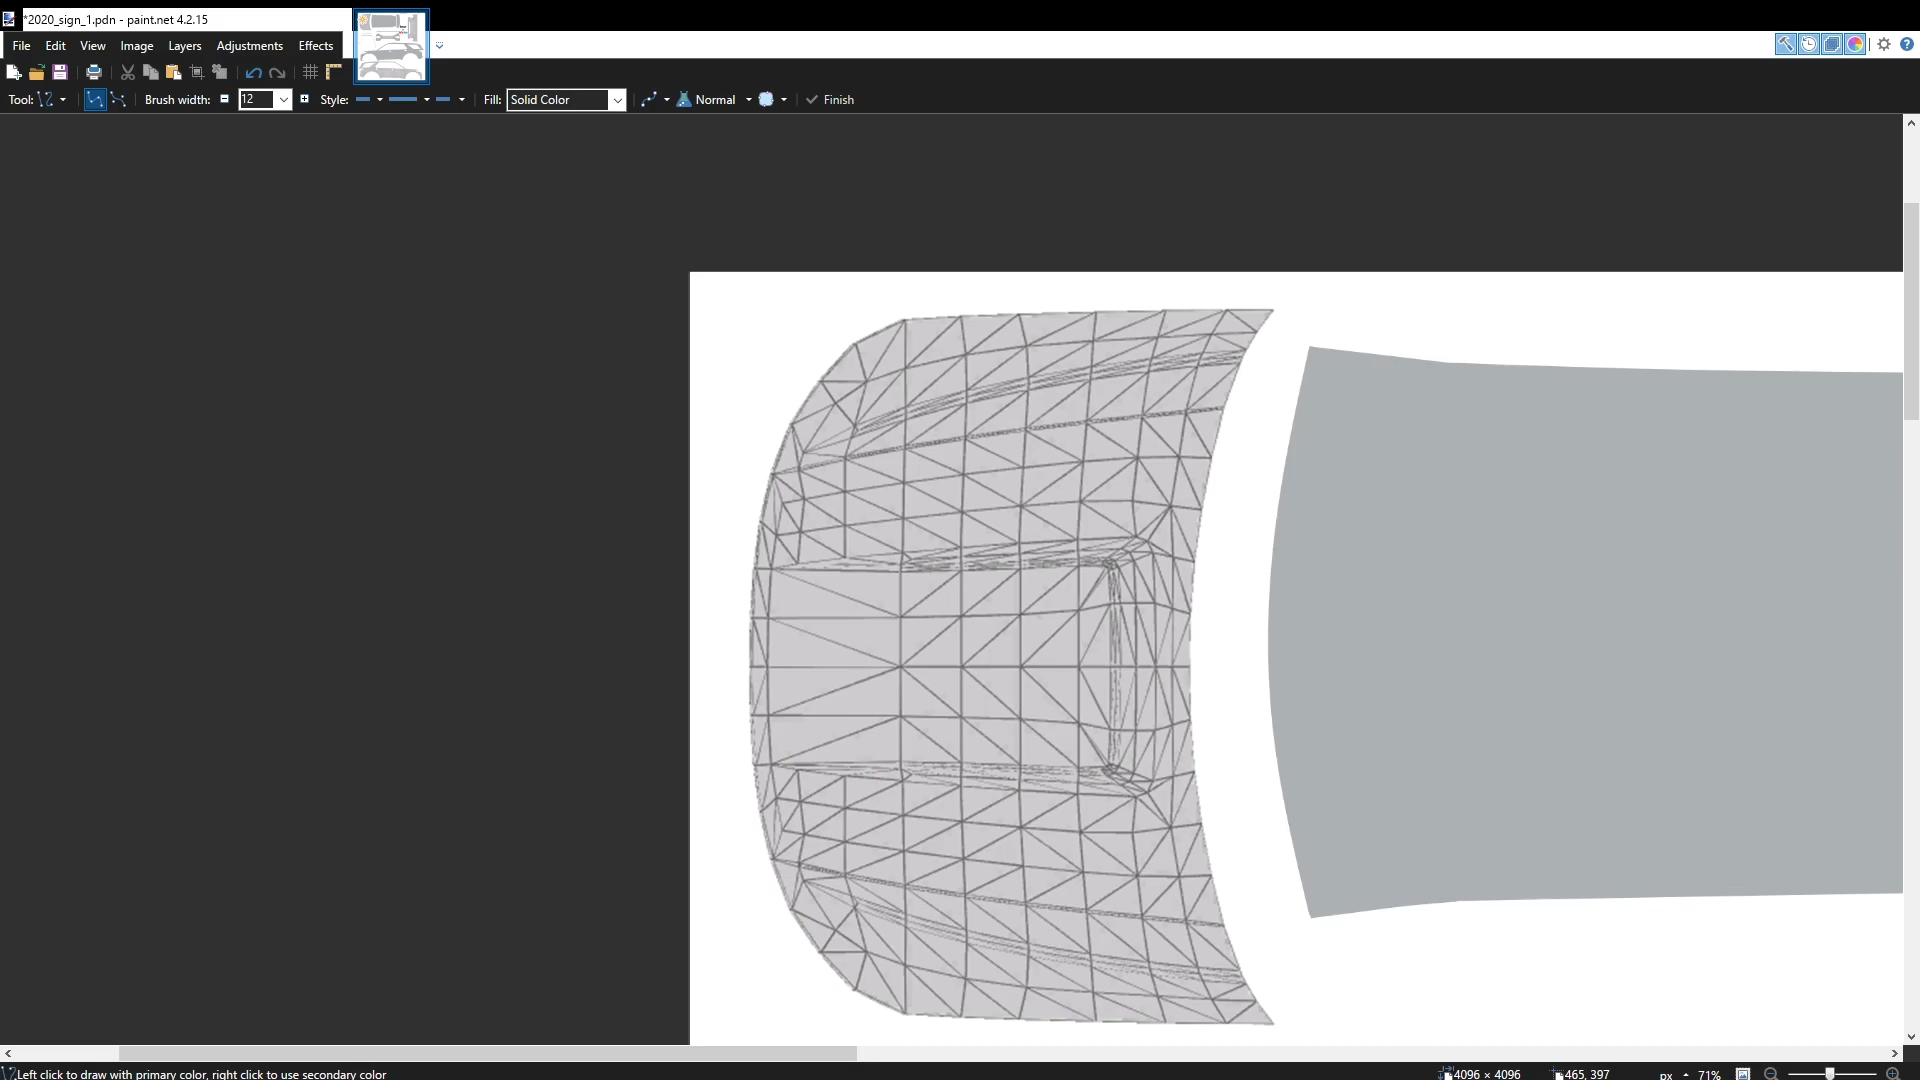 *2020_sign_1.pdn - paint.net 4.2.15
File Edit View Image Layers Adjustments Effects
Tool: Brush width: 12 Style: Fill: Solid Color Normal Finish
Left click to draw with primary color, right click to use secondary color 4096 × 4096 465, 397 px 71%